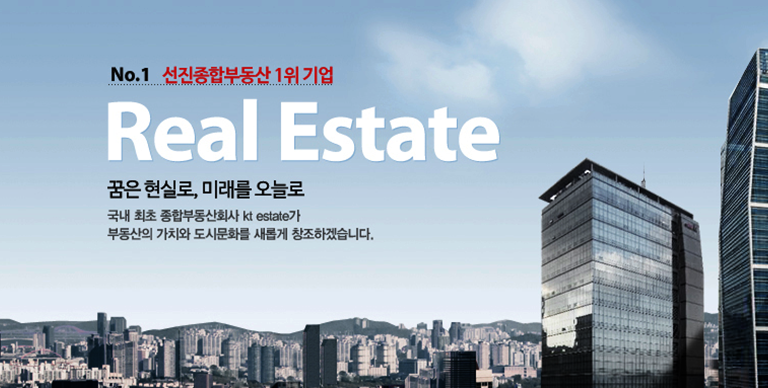 No.1 선진종합부동산 1위 기업
Real Estate
꿈은 현실로, 미래를 오늘로
국내 최초 종합부동산회사 kt estate가
부동산의 가치와 도시문화를 새롭게 창조하겠습니다.